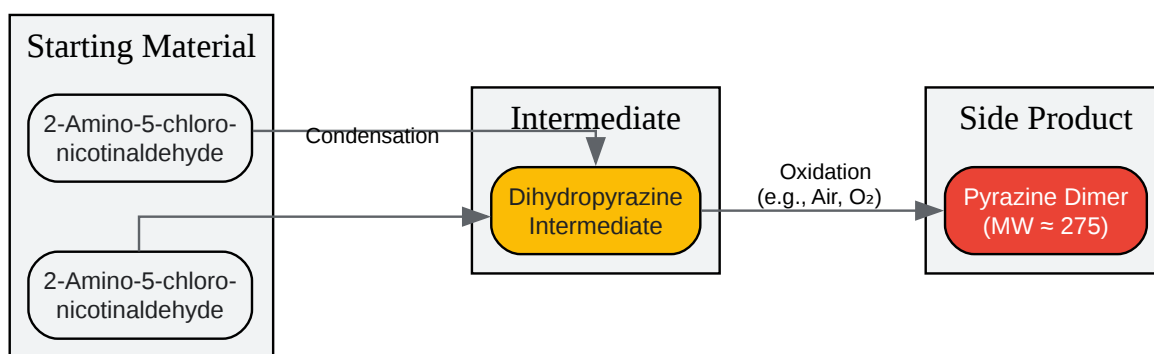 Starting Material
2-Amino-5-chloro-
nicotinaldehyde
2-Amino-5-chloro-
nicotinaldehyde
Condensation
Intermediate
Dihydropyrazine
Intermediate
Oxidation
(e.g., Air, O₂)
Side Product
Pyrazine Dimer
(MW ≈ 275)